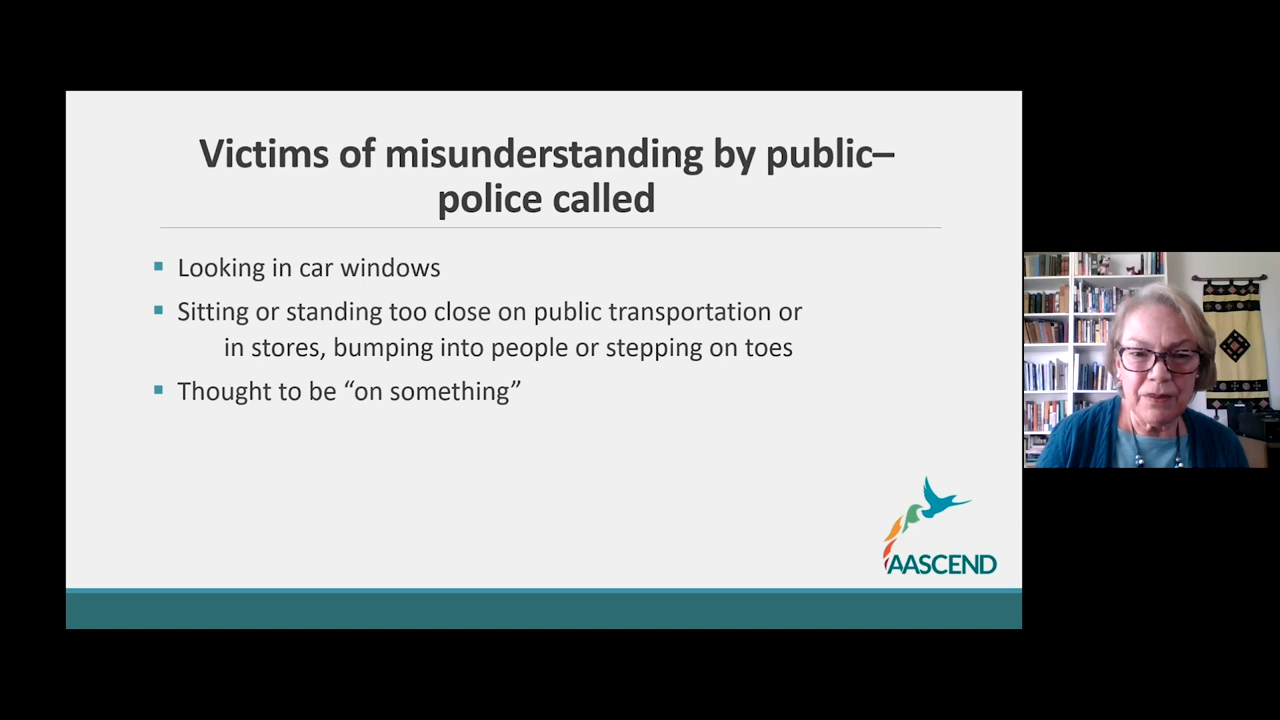 Victims of misunderstanding by public–
police called
Looking in car windows
Sitting or standing too close on public transportation or
in stores, bumping into people or stepping on toes
Thought to be “on something”
AASCEND